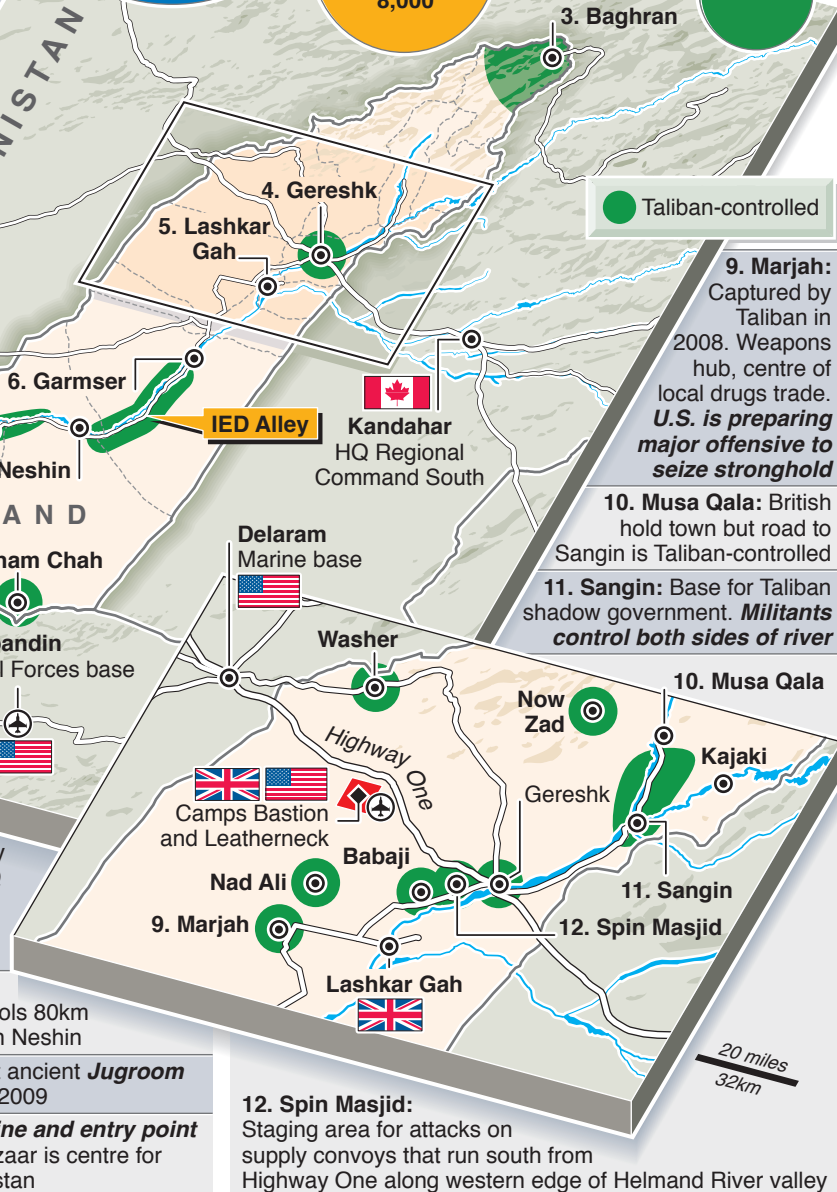 8,000
3. Baghran
NISTAN
4. Gereshk
5. Lashkar
Gah
Taliban-controlled
9. Marjah:
Captured by
Taliban in
2008. Weapons
hub, centre of
local drugs trade.
U.S. is preparing
major offensive to
seize stronghold
6. Garmser
IED Alley
Kandahar
HQ Regional
Command South
Neshin
AND
10. Musa Qala: British
hold town but road to
Sangin is Taliban-controlled
Delaram
Marine base
ham Chah
11. Sangin: Base for Taliban
shadow government. Militants
control both sides of river
andin
l Forces base
Washer
10. Musa Qala
Now
Zad
Highway One
Kajaki
Gereshk
Camps Bastion
and Leatherneck
Babaji
Nad Ali
11. Sangin
9. Marjah
12. Spin Masjid
Lashkar Gah
ols 80km
n Neshin
20 miles
32km
t ancient Jugroom
2009
ine and entry point
zaar is centre for
stan
12. Spin Masjid:
Staging area for attacks on
supply convoys that run south from
Highway One along western edge of Helmand River valley